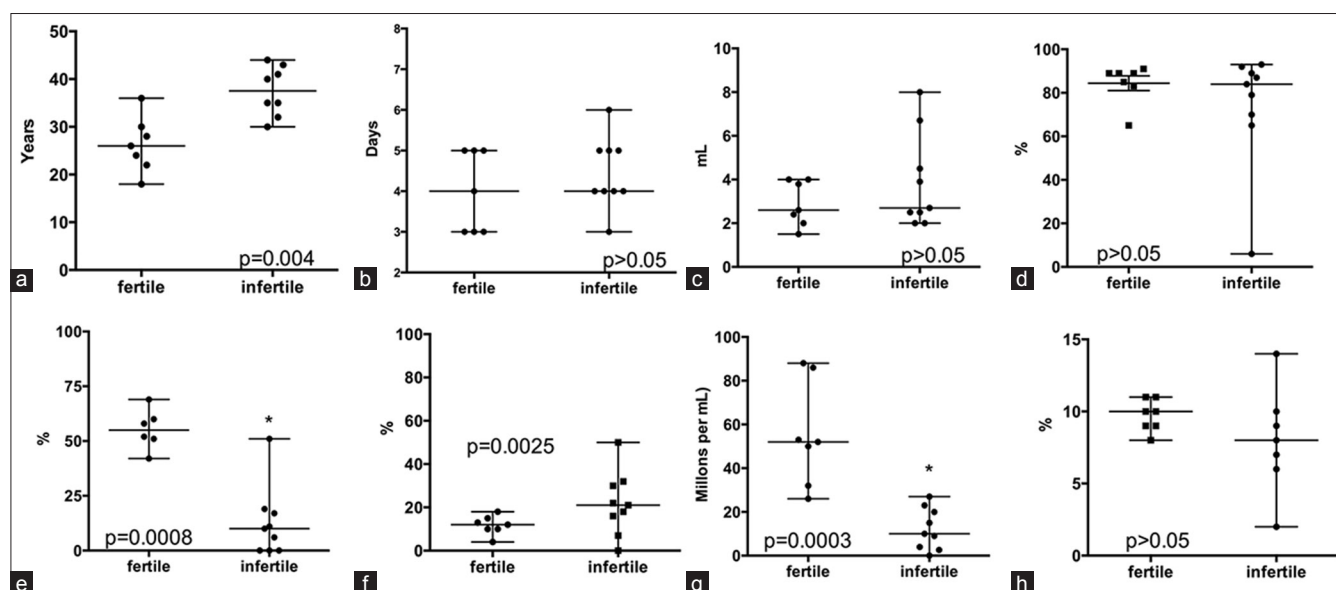 50
40
30
20
10
0
Years
p=0.004
fertile
infertile
a
8
7
6
5
4
3
2
Days
p>0.05
fertile
infertile
b
10
8
6
4
2
0
mL
p>0.05
fertile
infertile
c
100
80
60
40
20
0
%
p>0.05
fertile
infertile
d
100
75
50
25
0
%
*
p=0.0008
fertile
infertile
e
100
80
60
40
20
0
%
p=0.0025
fertile
infertile
f
100
80
60
40
20
0
Millons per mL)
*
p=0.0003
fertile
infertile
g
15
10
5
0
%
p>0.05
fertile
infertile
h